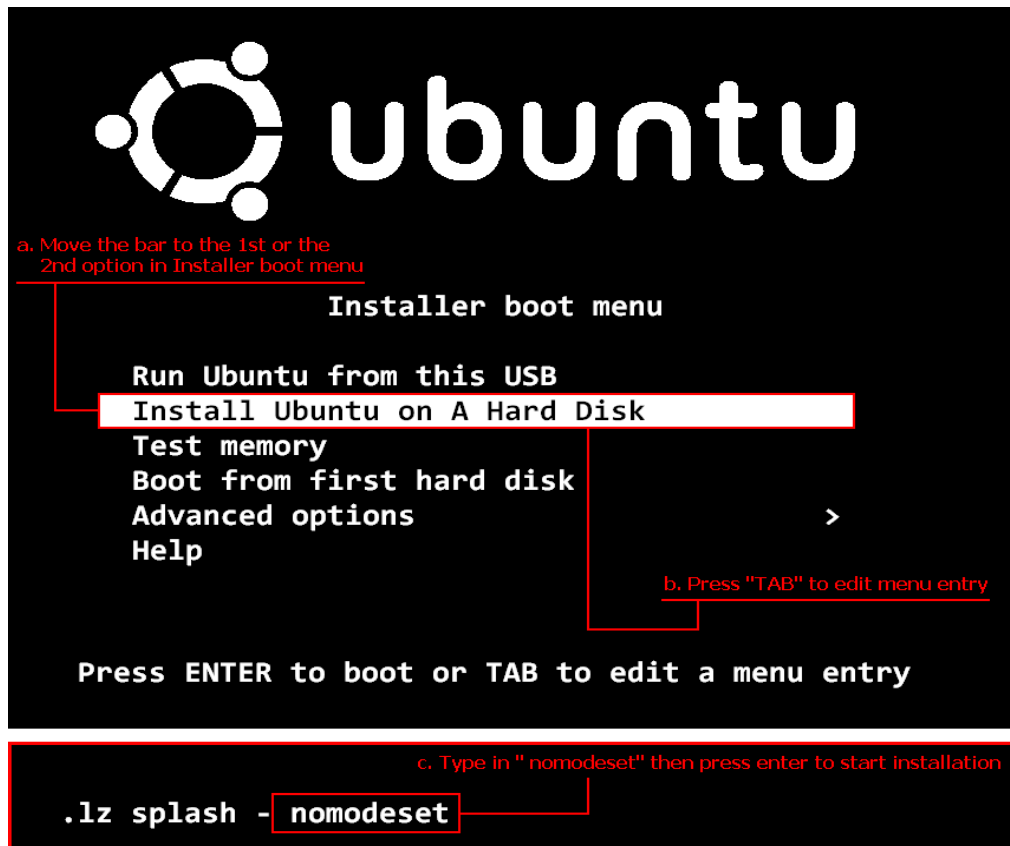 ubuntu
a. Move the bar to the 1st or the
2nd option in Installer boot menu
Installer boot menu
Run Ubuntu from this USB
Install Ubuntu on A Hard Disk
Test memory
Boot from first hard disk
Advanced options >
Help
b. Press "TAB" to edit menu entry
Press ENTER to boot or TAB to edit a menu entry
c. Type in " nomodeset" then press enter to start installation
.lz splash - nomodeset